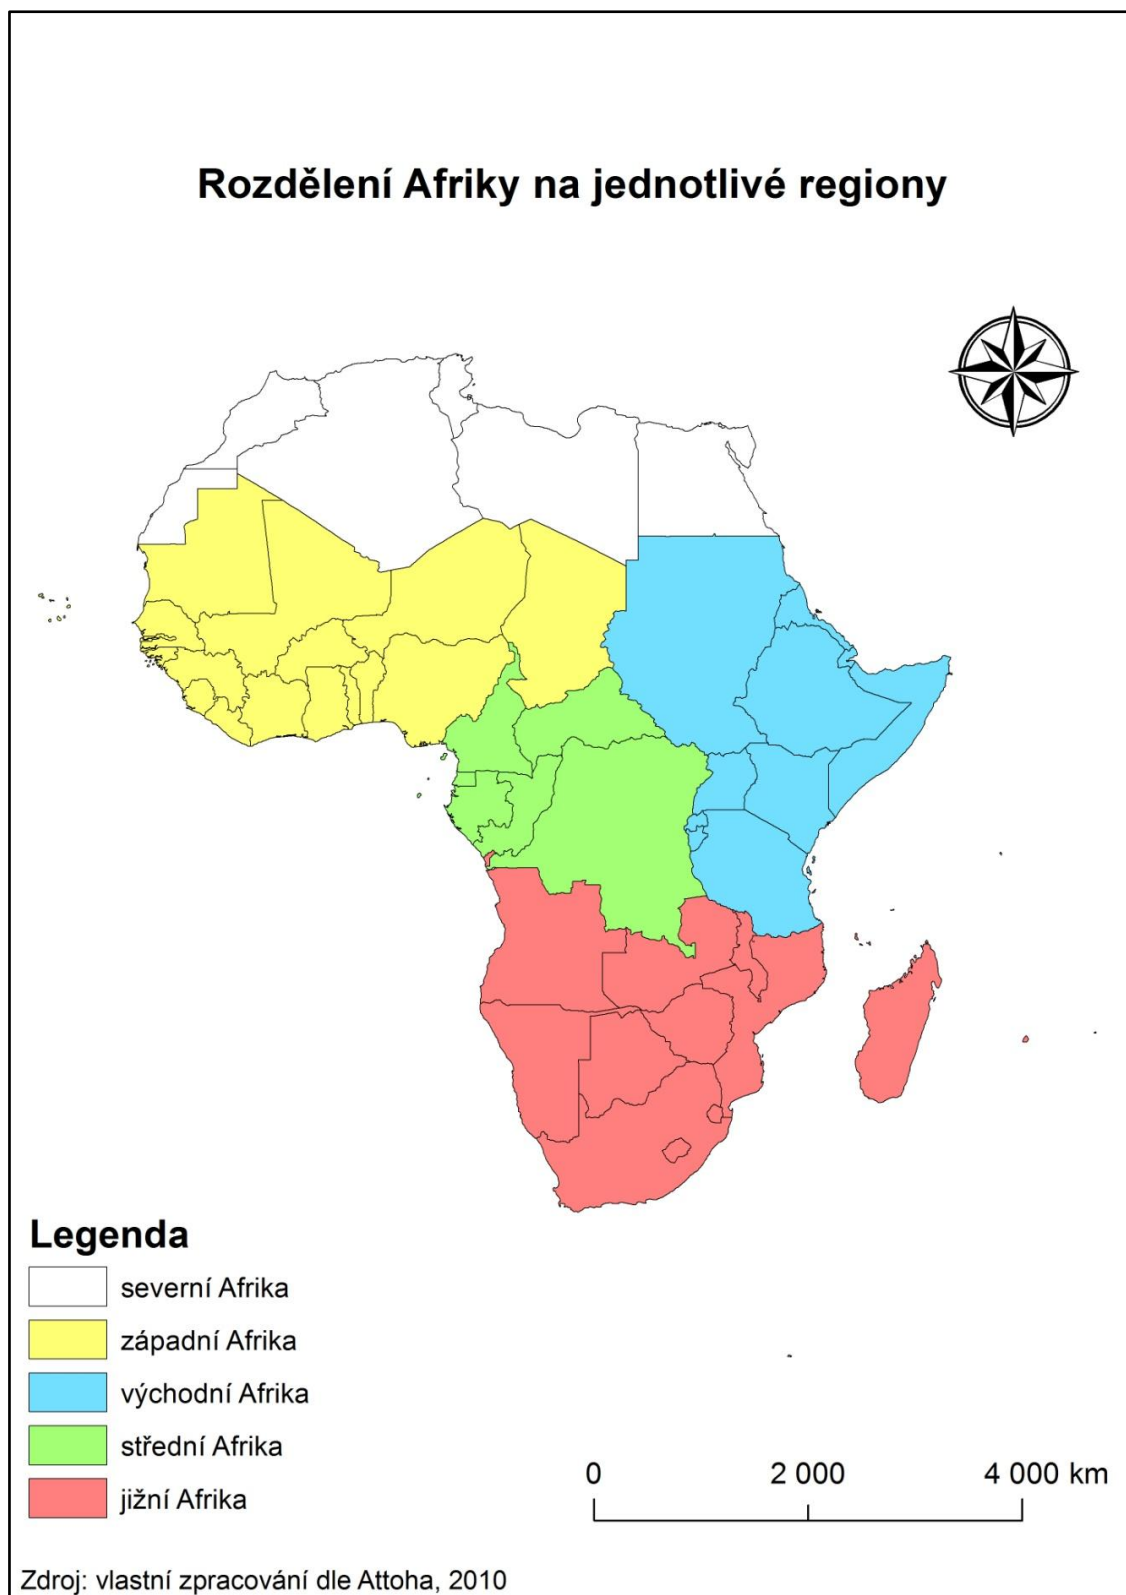 Rozdělení Afriky na jednotlivé regiony
Legenda
severní Afrika
západní Afrika
východní Afrika
střední Afrika
jižní Afrika
0 2 000 4 000 km
Zdroj: vlastní zpracování dle Attoha, 2010